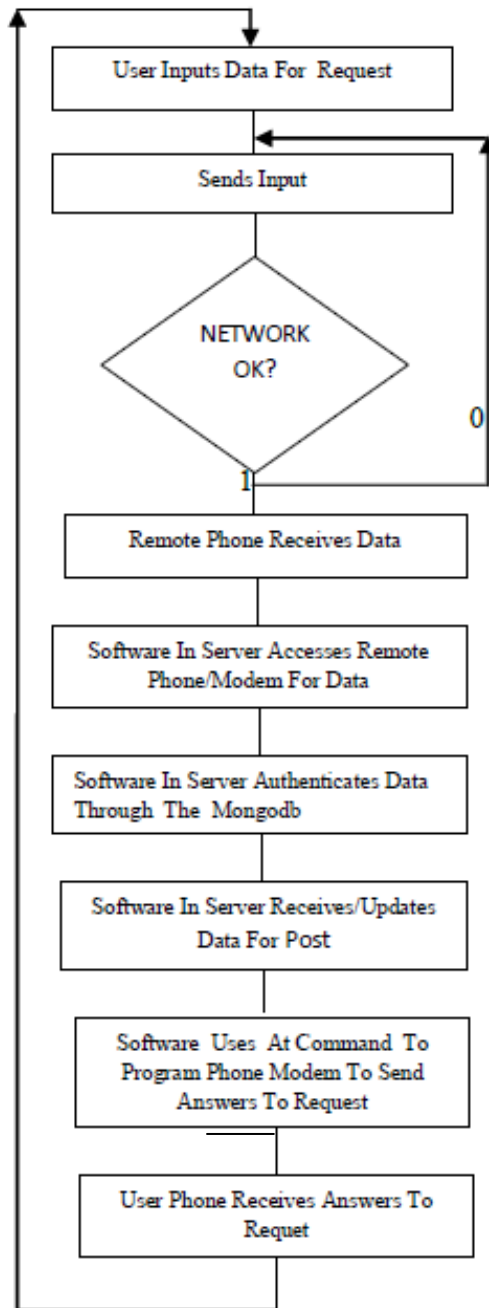 User Inputs Data For Request
Sends Input
NETWORK
OK?
0
1
Remote Phone Receives Data
Software In Server Accesses Remote
Phone/Modem For Data
Software In Server Authenticates Data
Through The Mongodb
Software In Server Receives/Updates
Data For Post
Software Uses At Command To
Program Phone Modem To Send
Answers To Request
User Phone Receives Answers To
Requet